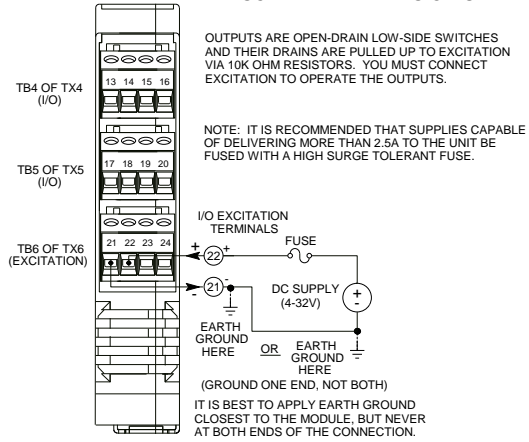 OUTPUTS ARE OPEN-DRAIN LOW-SIDE SWITCHES
AND THEIR DRAINS ARE PULLED UP TO EXCITATION
VIA 10K OHM RESISTORS. YOU MUST CONNECT
EXCITATION TO OPERATE THE OUTPUTS.
13 14 15 16
TB4 OF TX4
(I/O)
NOTE: IT IS RECOMMENDED THAT SUPPLIES CAPABLE
OF DELIVERING MORE THAN 2.5A TO THE UNIT BE
FUSED WITH A HIGH SURGE TOLERANT FUSE.
17 18 19 20
TB5 OF TX5
(I/O)
I/O EXCITATION
TERMINALS
21 22 23 24
TB6 OF TX6
(EXCITATION)
+ 22 +
FUSE
- 21 -
DC SUPPLY
(4-32V)
+
-
EARTH
GROUND
HERE
OR
EARTH
GROUND
HERE
(GROUND ONE END, NOT BOTH)
IT IS BEST TO APPLY EARTH GROUND
CLOSEST TO THE MODULE, BUT NEVER
AT BOTH ENDS OF THE CONNECTION.